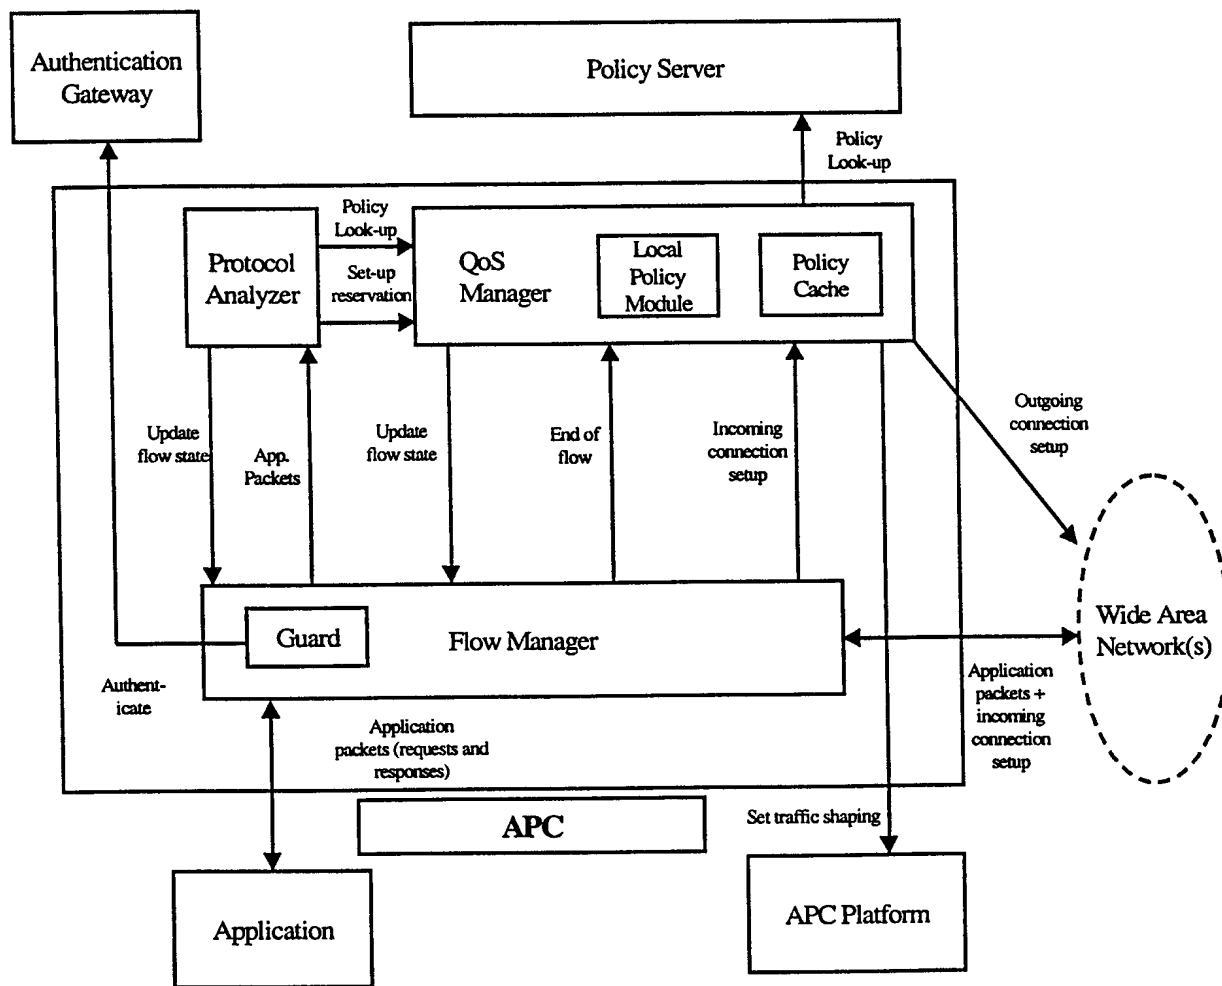 Authentication
Gateway
Policy Server
Policy
Look-up
Policy
Look-up
Protocol
Analyzer
Set-up
reservation
QoS
Manager
Local
Policy
Module
Policy
Cache
Update
flow state
App.
Packets
Update
flow state
End of
flow
Incoming
connection
setup
Outgoing
connection
setup
Guard
Flow Manager
Wide Area
Network(s)
Authent-
icate
Application
packets (requests and
responses)
Application
packets +
incoming
connection
setup
APC
Set traffic shaping
Application
APC Platform